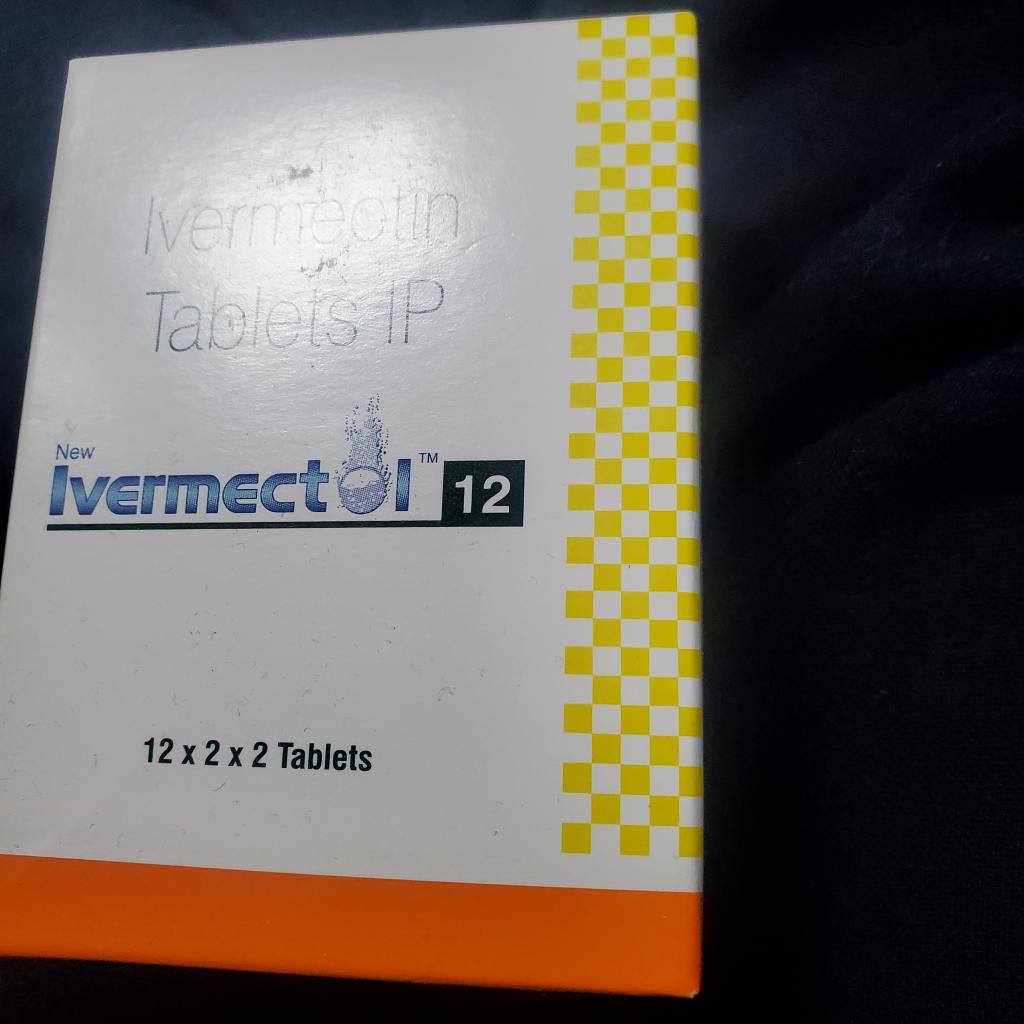 Ivermectin
Tablets IP
New
Ivermectol™ 12
12 x 2 x 2 Tablets